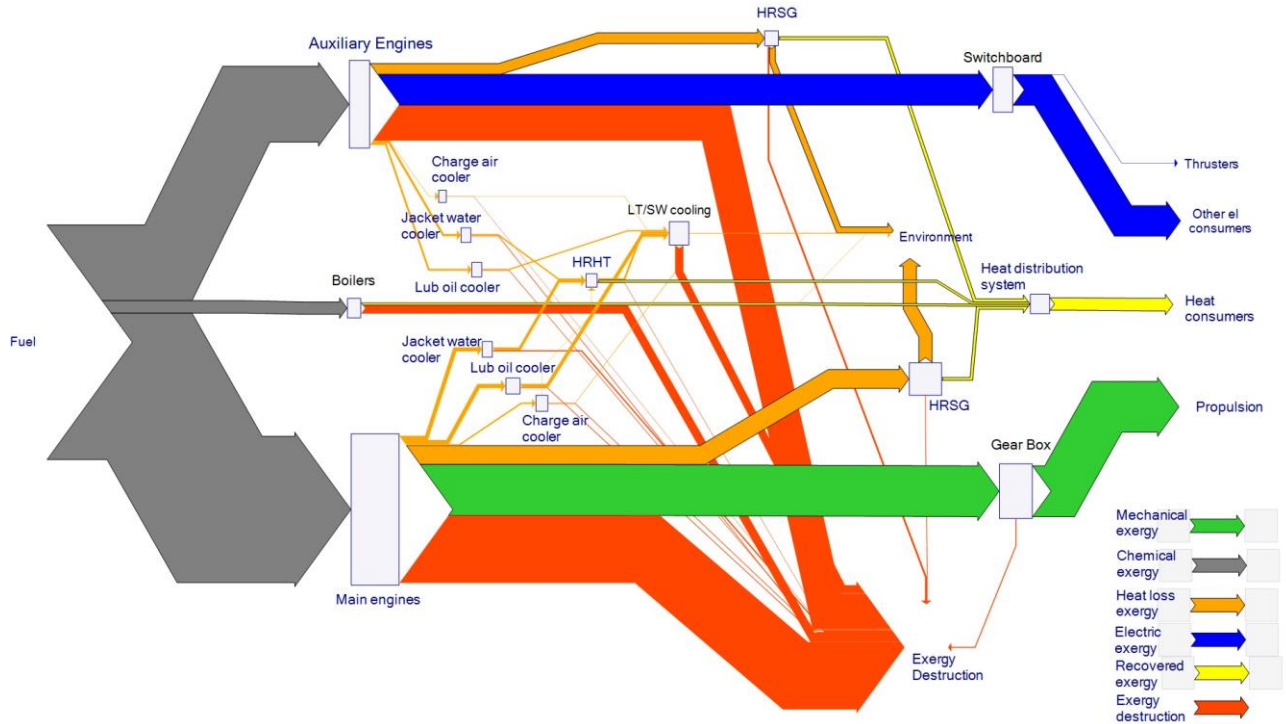 HRSG
Auxiliary Engines
Switchboard
Charge air
cooler
Thrusters
Jacket water
cooler
LT/SW cooling
Other el
consumers
Environment
HRHT
Lub oil cooler
Boilers
Heat distribution
system
Heat
consumers
Fuel
Jacket water
cooler
Lub oil cooler
Charge air
cooler
HRSG
Propulsion
Gear Box
Main engines
Exergy
Destruction
Mechanical
exergy
Chemical
exergy
Heat loss
exergy
Electric
exergy
Recovered
exergy
Exergy
destruction